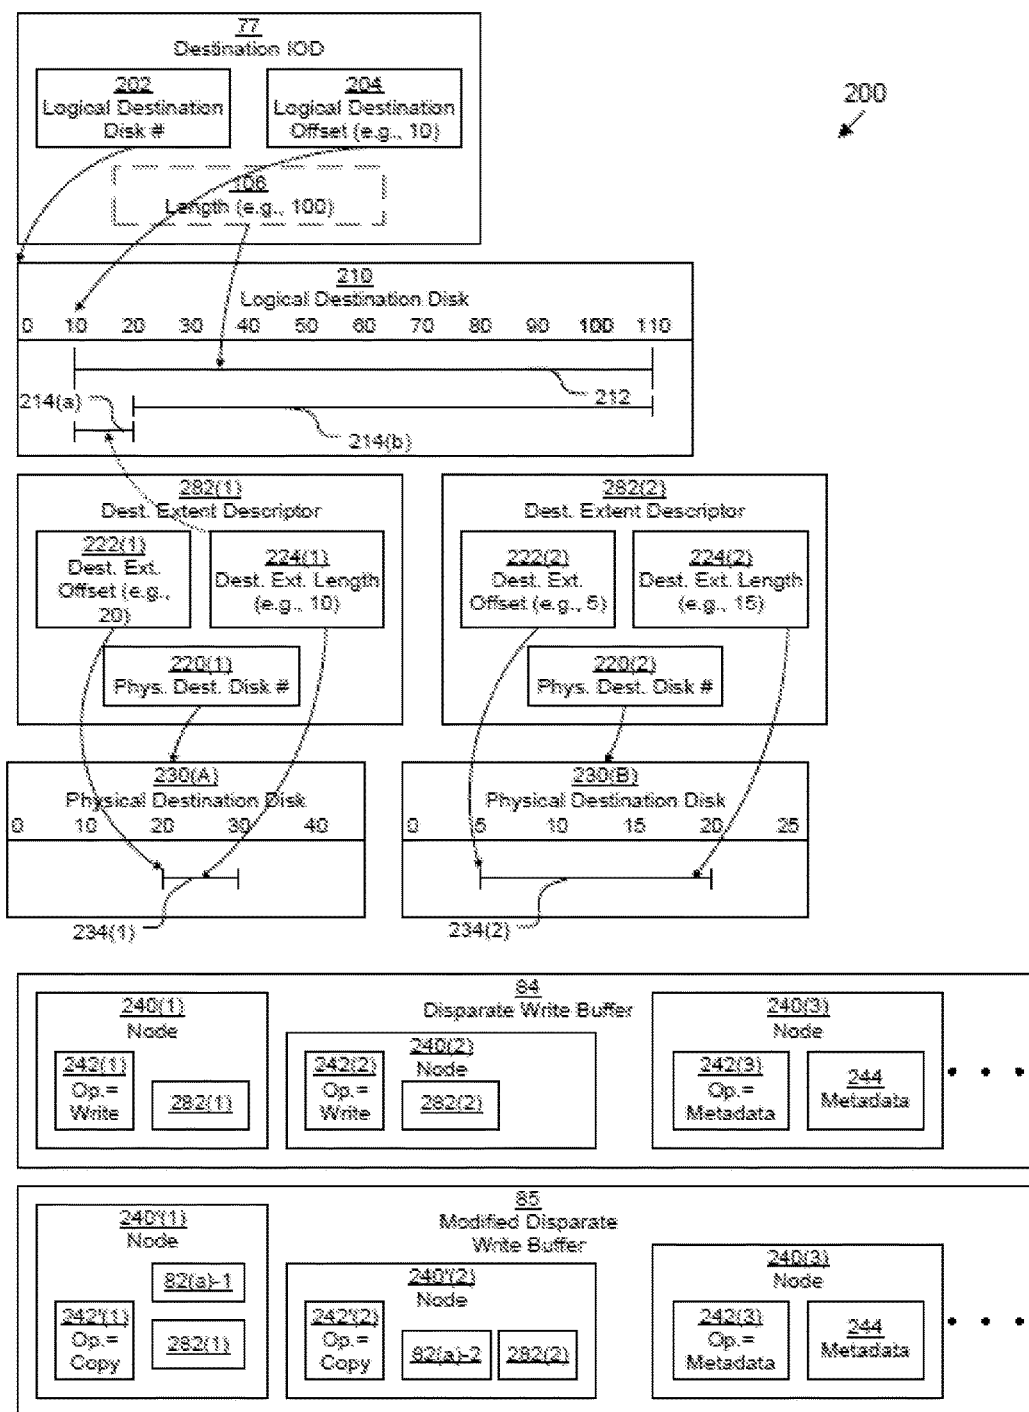 77
Destination IOD
202
Logical Destination
Disk #
204
Logical Destination
Offset (e.g., 10)
200
106
Length (e.g., 100)
210
Logical Destination Disk
0 10 20 30 40 50 60 70 80 90 100 110
212
214(a)
214(b)
282(1)
Dest. Extent Descriptor
222(1)
Dest. Ext.
Offset (e.g.,
20)
224(1)
Dest. Ext. Length
(e.g., 10)
220(1)
Phys. Dest. Disk #
282(2)
Dest. Extent Descriptor
222(2)
Dest. Ext.
Offset (e.g., 5)
224(2)
Dest. Ext. Length
(e.g., 15)
220(2)
Phys. Dest. Disk #
230(A)
Physical Destination Disk
0 10 20 30 40
234(1)
230(B)
Physical Destination Disk
0 5 10 15 20 25
234(2)
84
Disparate Write Buffer
240(1)
Node
242(1)
Op.=
Write
282(1)
240(2)
Node
242(2)
Op.=
Write
282(2)
240(3)
Node
242(3)
Op.=
Metadata
244
Metadata
• • •
85
Modified Disparate
Write Buffer
240'(1)
Node
82(a)-1
242'(1)
Op.=
Copy
282(1)
240'(2)
Node
242'(2)
Op.=
Copy
82(a)-2
282(2)
240(3)
Node
242(3)
Op.=
Metadata
244
Metadata
• • •